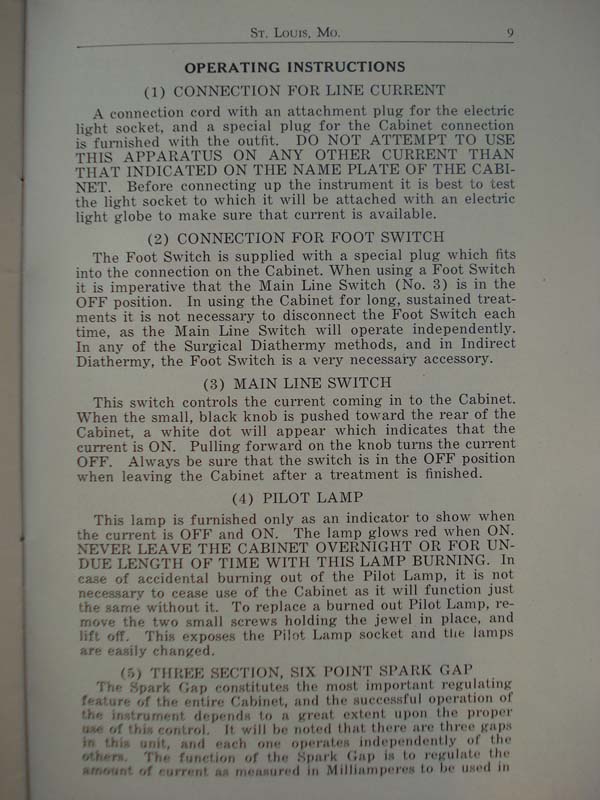 ST. LOUIS, MO. 9
OPERATING INSTRUCTIONS
(1) CONNECTION FOR LINE CURRENT
A connection cord with an attachment plug for the electric
light socket, and a special plug for the Cabinet connection
is furnished with the outfit. DO NOT ATTEMPT TO USE
THIS APPARATUS ON ANY OTHER CURRENT THAN
THAT INDICATED ON THE NAME PLATE OF THE CABI-
NET. Before connecting up the instrument it is best to test
the light socket to which it will be attached with an electric
light globe to make sure that current is available.
(2) CONNECTION FOR FOOT SWITCH
The Foot Switch is supplied with a special plug which fits
into the connection on the Cabinet. When using a Foot Switch
it is imperative that the Main Line Switch (No. 3) is in the
OFF position. In using the Cabinet for long, sustained treat-
ments it is not necessary to disconnect the Foot Switch each
time, as the Main Line Switch will operate independently.
In any of the Surgical Diathermy methods, and in Indirect
Diathermy, the Foot Switch is a very necessary accessory.
(3) MAIN LINE SWITCH
This switch controls the current coming in to the Cabinet.
When the small, black knob is pushed toward the rear of the
Cabinet, a white dot will appear which indicates that the
current is ON. Pulling forward on the knob turns the current
OFF. Always be sure that the switch is in the OFF position
when leaving the Cabinet after a treatment is finished.
(4) PILOT LAMP
This lamp is furnished only as an indicator to show when
the current is OFF and ON. The lamp glows red when ON.
NEVER LEAVE THE CABINET OVERNIGHT OR FOR UN-
DUE LENGTH OF TIME WITH THIS LAMP BURNING. In
case of accidental burning out of the Pilot Lamp, it is not
necessary to cease use of the Cabinet as it will function just
the same without it. To replace a burned out Pilot Lamp, re-
move the two small screws holding the jewel in place, and
lift off. This exposes the Pilot Lamp socket and the lamps
are easily changed.
(5) THREE SECTION, SIX POINT SPARK GAP
The Spark Gap constitutes the most important regulating
feature of the entire Cabinet, and the successful operation of
the instrument depends to a great extent upon the proper
use of this control. It will be noted that there are three gaps
in this unit, and each one operates independently of the
others. The function of the Spark Gap is to regulate the
amount of current as measured in Milliamperes to be used in